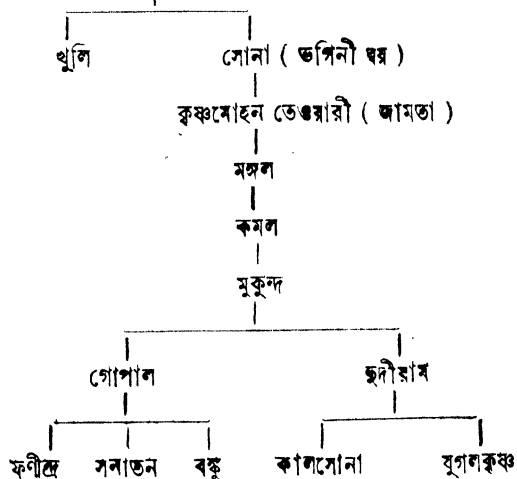 খুলি সোনা ( ভগিনী দ্বয় )
কৃষ্ণমোহন তেওয়ারী ( জামতা )
মঙ্গল
কমল
মুকুন্দ
গোপাল ক্ষুদীরাম
ফণীন্দ্র সনাতন বঙ্কু কালসোনা যুগলকৃষ্ণ